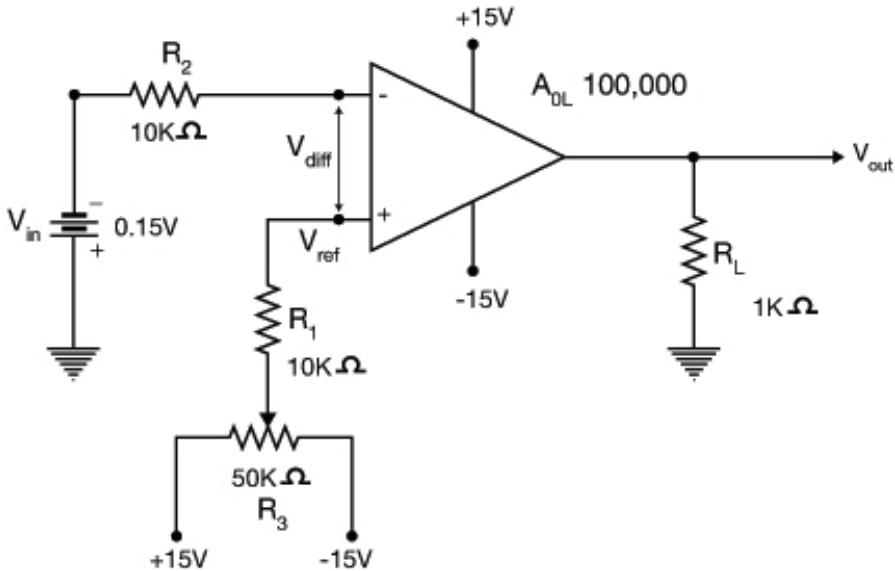 +15V
R2
A0L 100,000
10KΩ
-
Vdiff
Vout
Vin
−
0.15V
+
+
Vref
-15V
RL
1KΩ
R1
10KΩ
50KΩ
R3
+15V
-15V